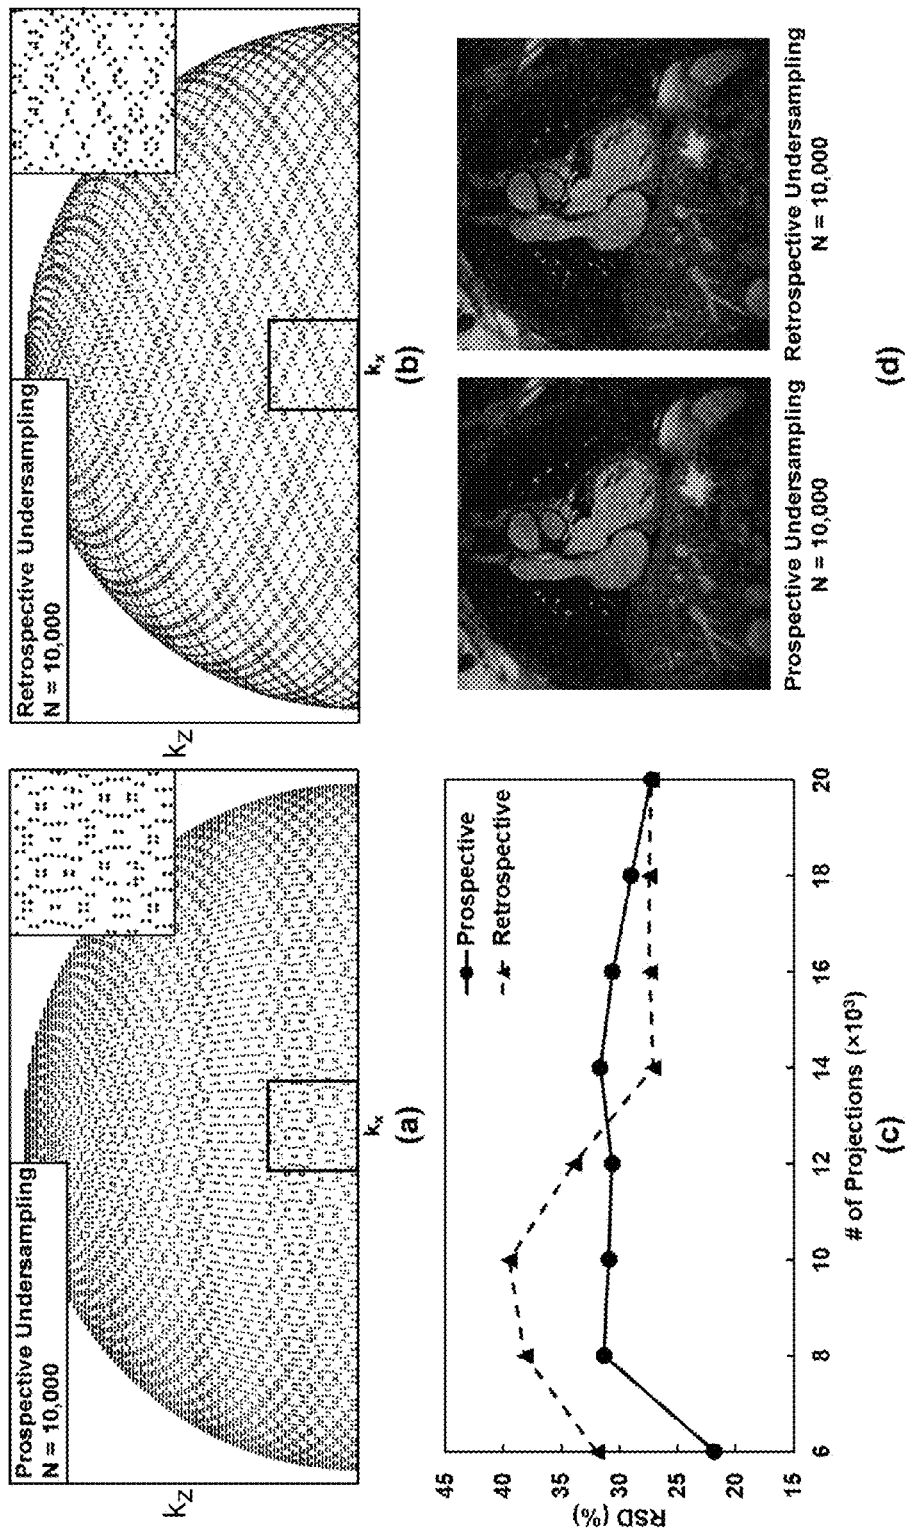 Prospective Undersampling
N = 10,000
kZ
kx
(a)
Retrospective Undersampling
N = 10,000
kZ
kx
(b)
45
40
35
30
25
20
15
RSD (%)
Prospective
Retrospective
6
8
10
12
14
16
18
20
# of Projections (×10³)
(c)
Prospective Undersampling
N = 10,000
Retrospective Undersampling
N = 10,000
(d)